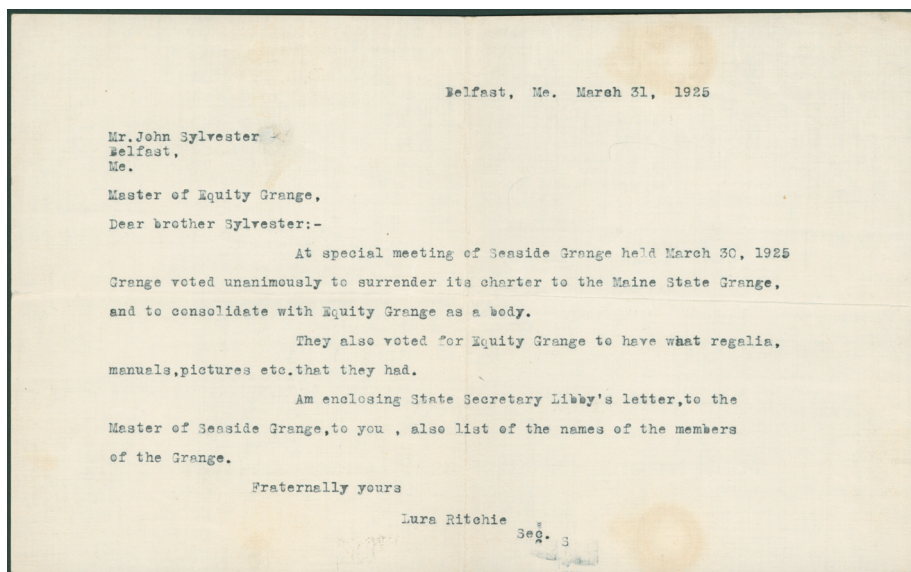 Belfast, Me. March 31, 1925
Mr.John Sylvester
Belfast,
Me.
Master of Equity Grange,
Dear brother Sylvester:-
At special meeting of Seaside Grange held March 30, 1925
Grange voted unanimously to surrender its charter to the Maine State Grange,
and to consolidate with Equity Grange as a body.
They also voted for Equity Grange to have what regalia,
manuals,pictures etc.that they had.
Am enclosing State Secretary Libby's letter,to the
Master of Seaside Grange,to you , also list of the names of the members
of the Grange.
Fraternally yours
Lura Ritchie
Sec. S